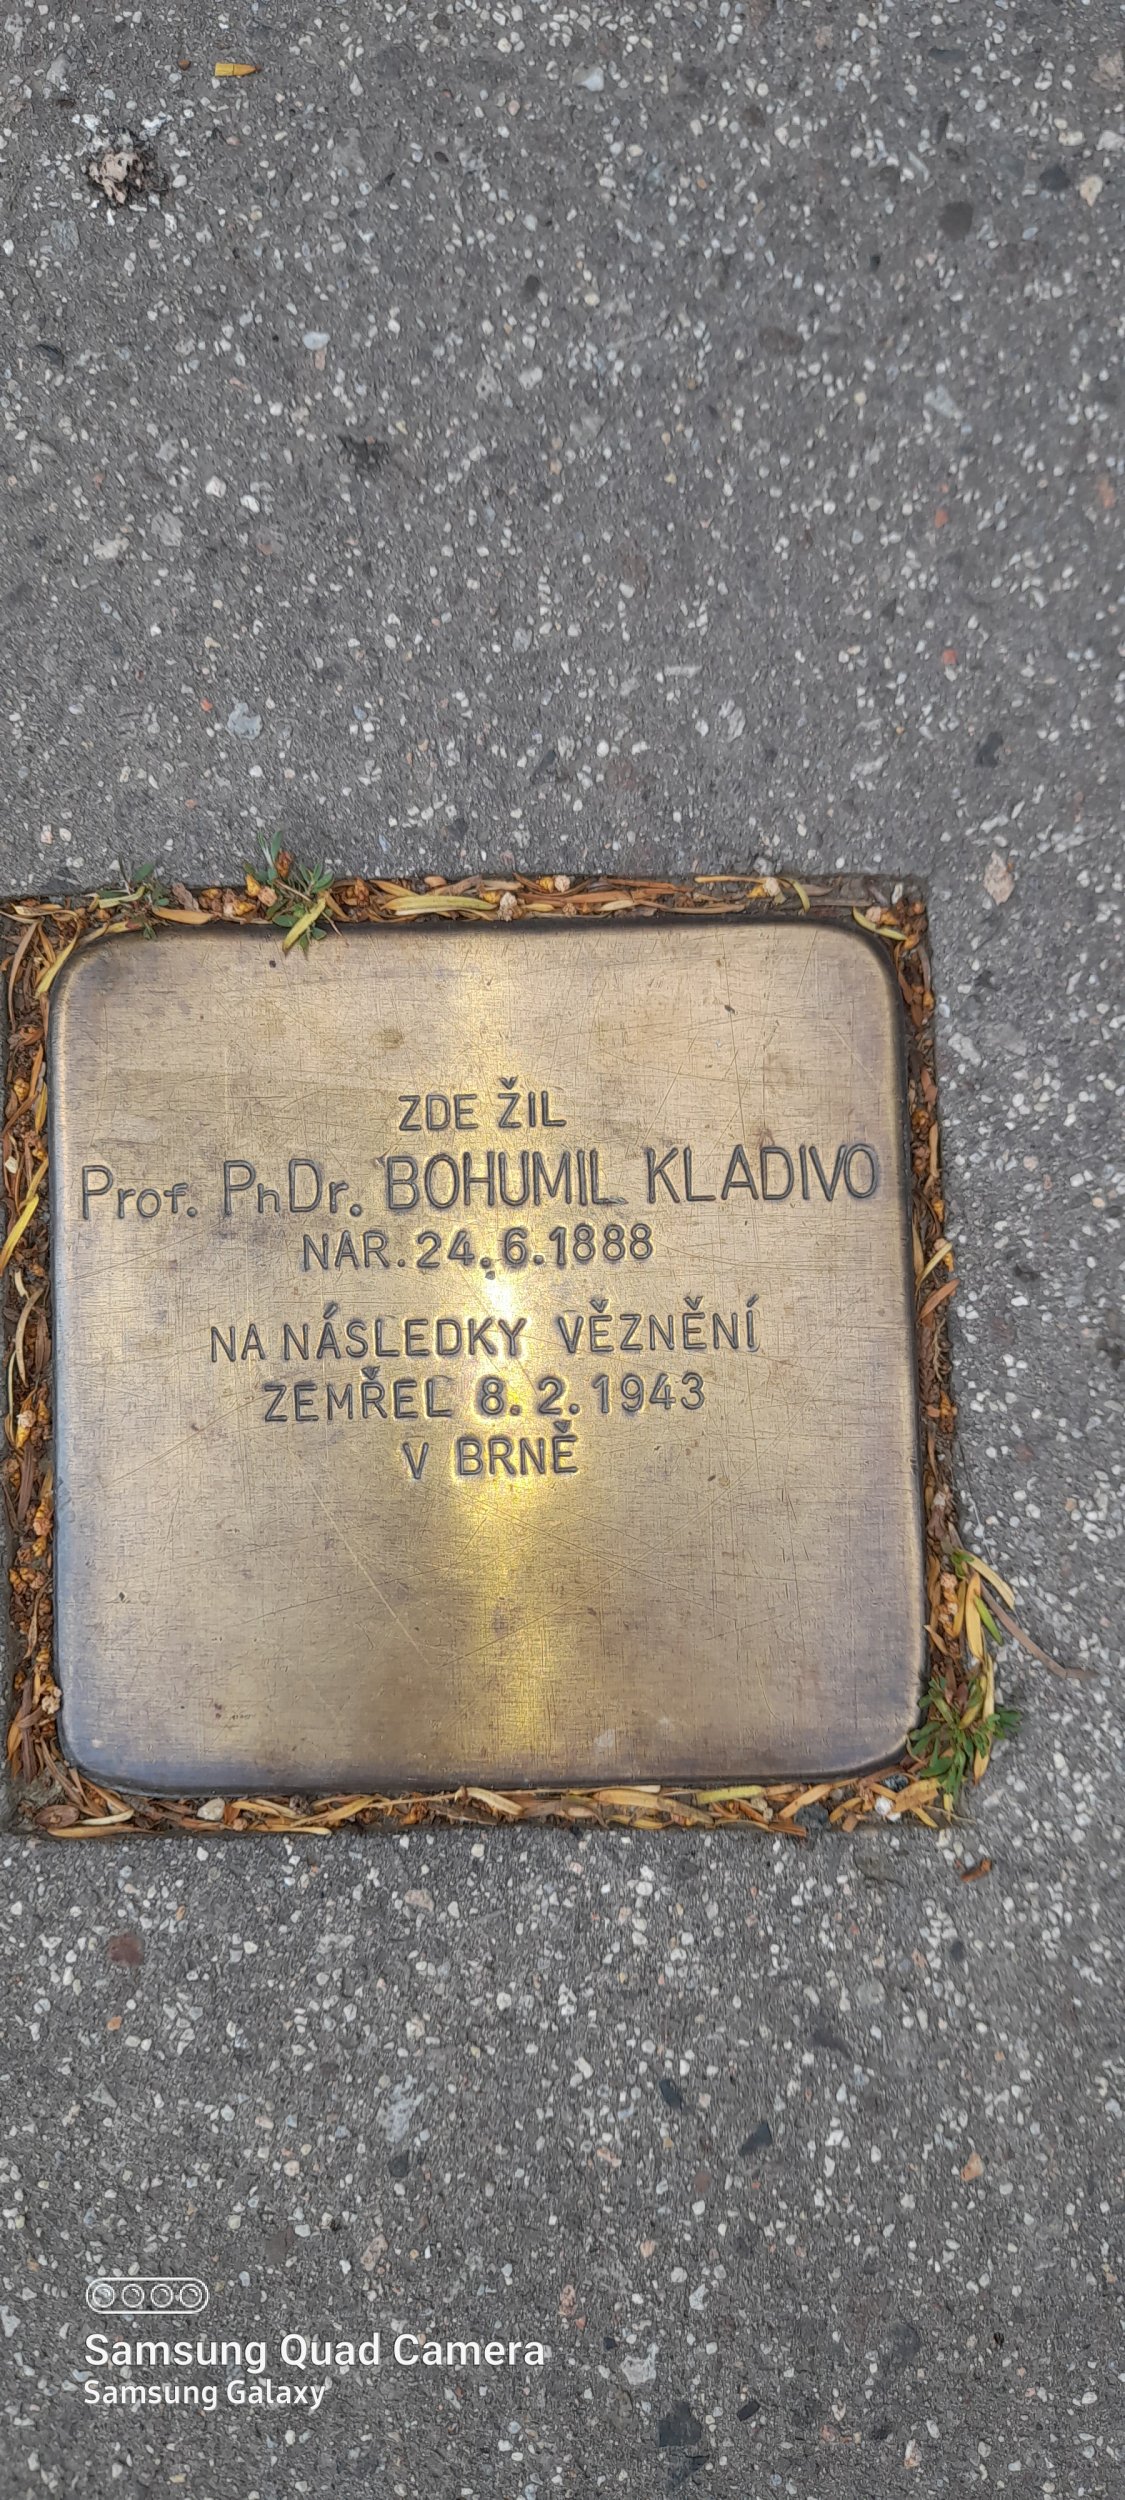 ZDE ŽIL
Prof. PhDr. BOHUMIL KLADIVO
NAR. 24.6.1888
NA NÁSLEDKY VĚZNĚNÍ
ZEMŘEL 8.2.1943
V BRNĚ
Samsung Quad Camera
Samsung Galaxy